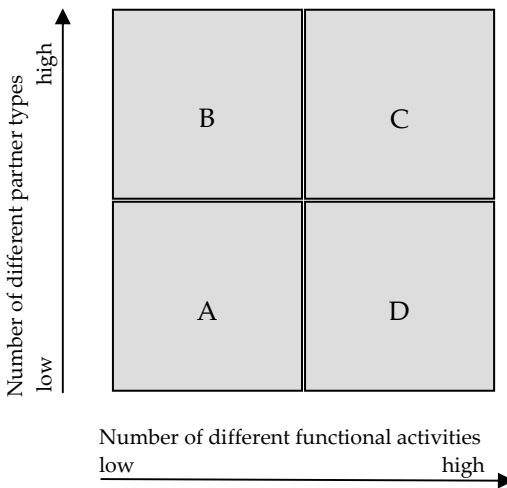 Number of different partner types
high
low
B
C
A
D
Number of different functional activities
low high